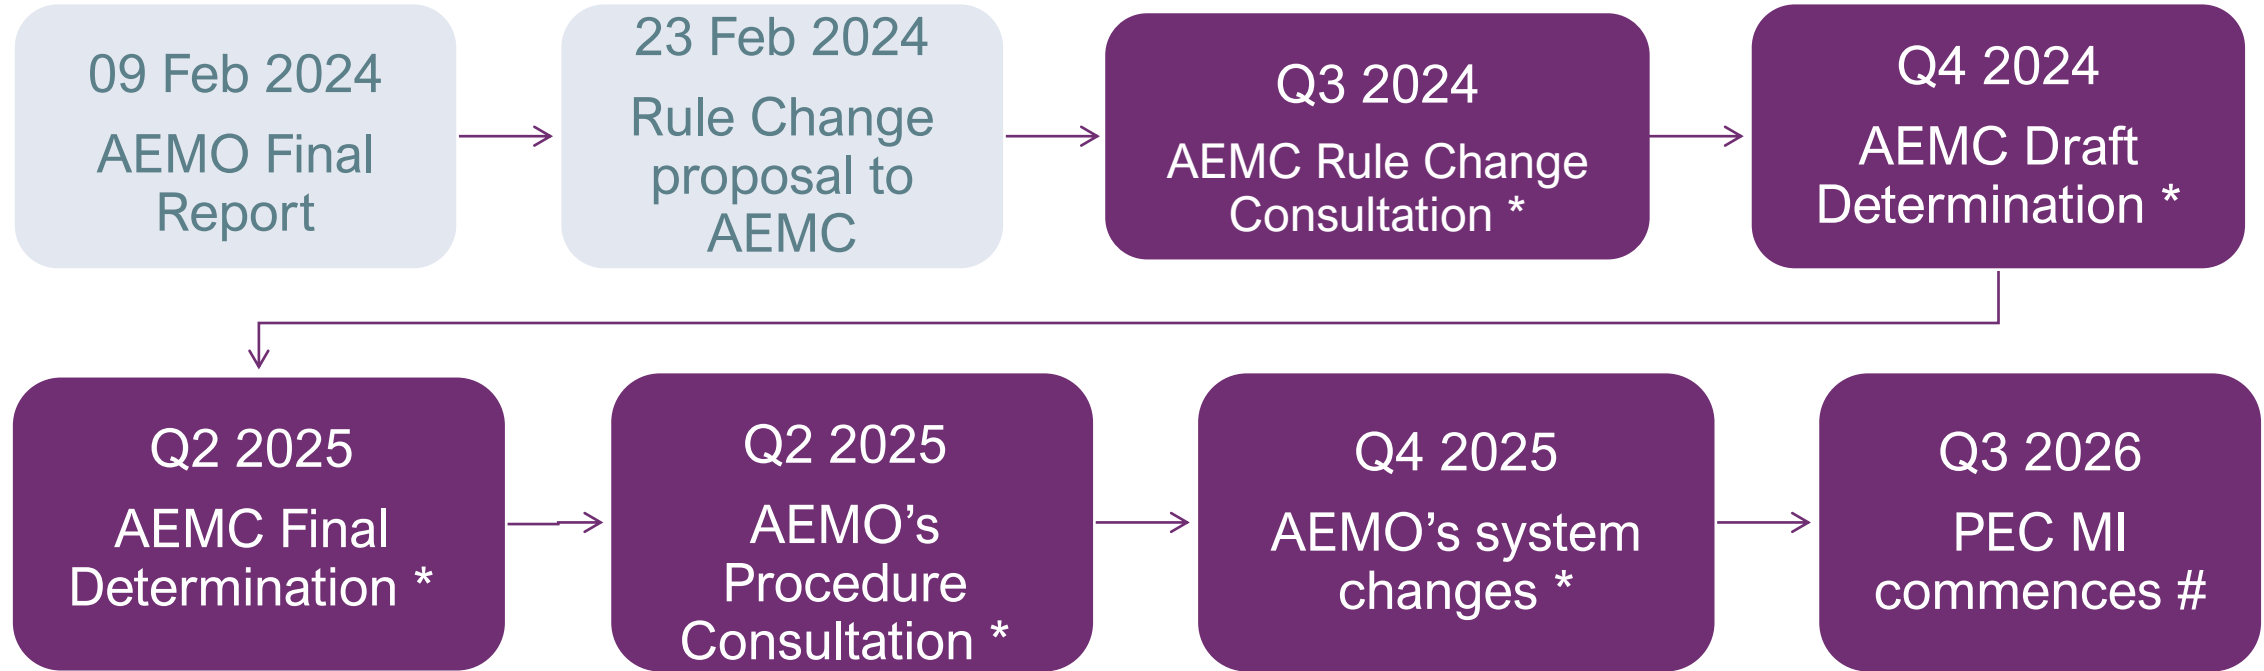 09 Feb 2024
AEMO Final
Report
23 Feb 2024
Rule Change
proposal to
AEMC
Q3 2024
AEMC Rule Change
Consultation *
Q4 2024
AEMC Draft
Determination *
Q2 2025
AEMC Final
Determination *
Q2 2025
AEMO’s
Procedure
Consultation *
Q4 2025
AEMO’s system
changes *
Q3 2026
PEC MI
commences #